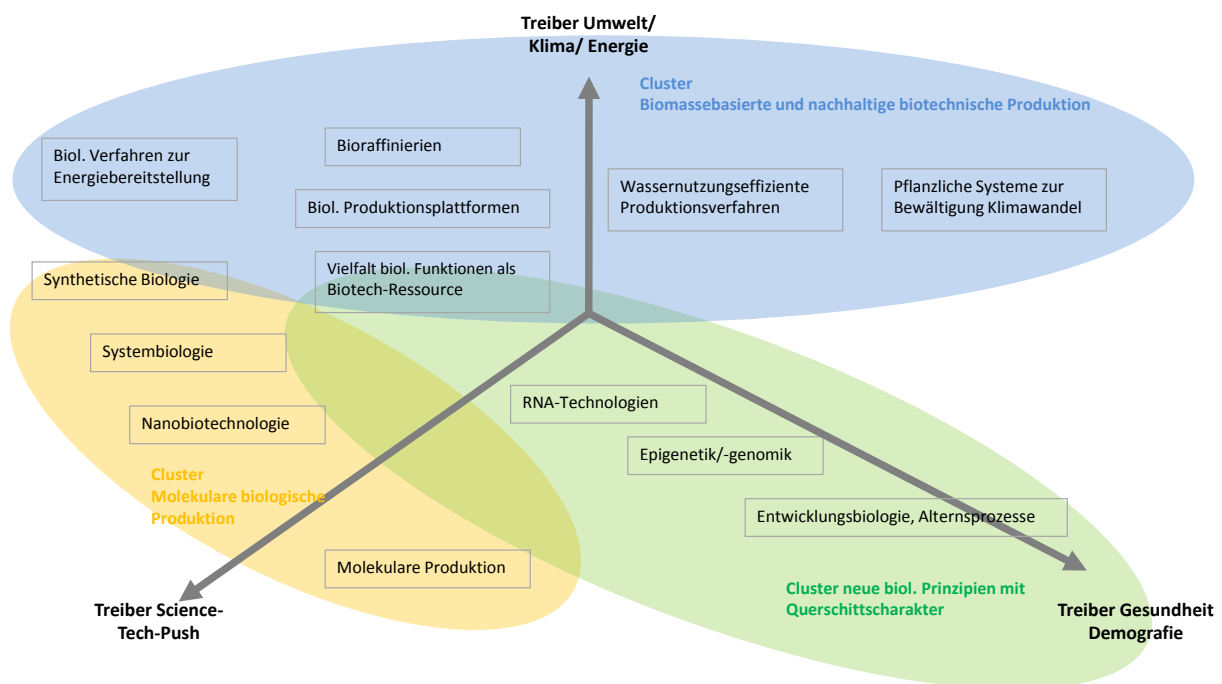 Treiber Umwelt/
Klima/ Energie
Cluster
Biomassebasierte und nachhaltige biotechnische Produktion
Biol. Verfahren zur
Energiebereitstellung
Bioraffinierien
Wassernutzungseffiziente
Produktionsverfahren
Pflanzliche Systeme zur
Bewältigung Klimawandel
Biol. Produktionsplattformen
Synthetische Biologie
Vielfalt biol. Funktionen als
Biotech-Ressource
Systembiologie
RNA-Technologien
Nanobiotechnologie
Epigenetik/-genomik
Cluster
Molekulare biologische
Produktion
Entwicklungsbiologie, Alternsprozesse
Molekulare Produktion
Cluster neue biol. Prinzipien mit
Querschittscharakter
Treiber Science-
Tech-Push
Treiber Gesundheit
Demografie